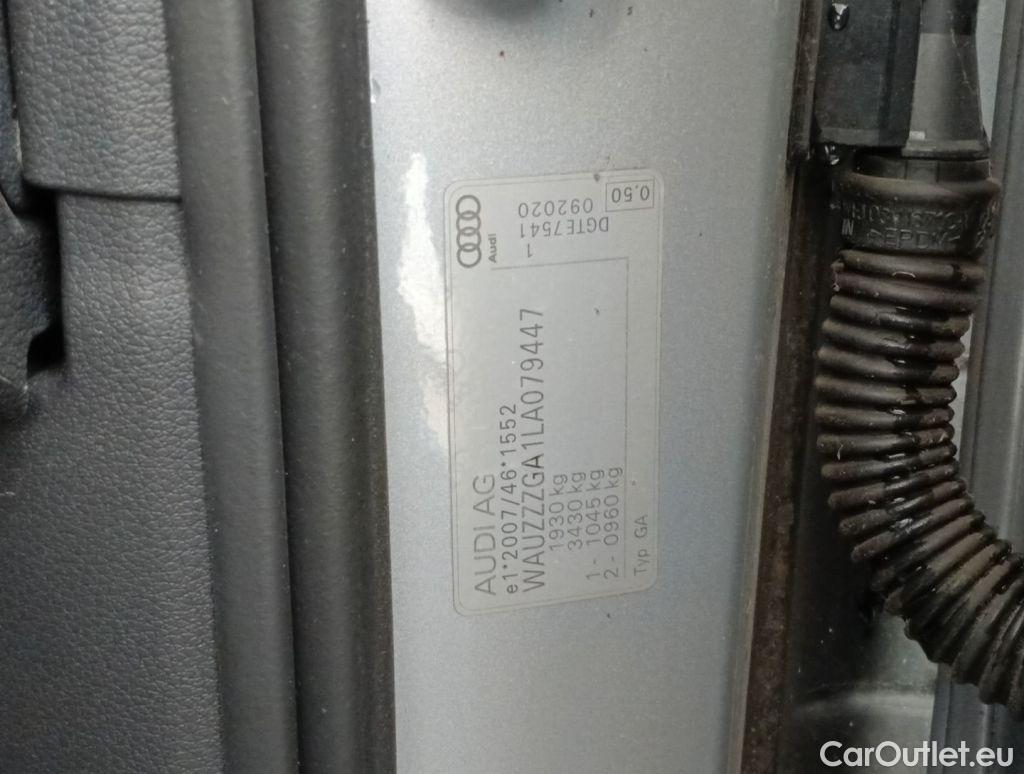 AUDI AG
e1*2007/46*1552
WAUZZZGA1LA079447
1930 kg
3430 kg
1 - 1045 kg
2 - 0960 kg
Typ GA
Audi
1
DGTE7541
092020
0.50
CarOutlet.eu